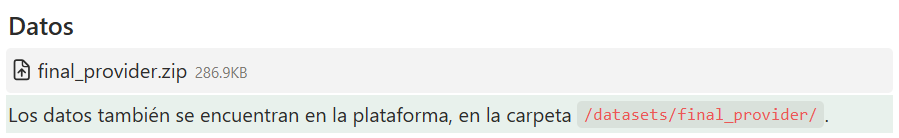 Datos
final_provider.zip 286.9KB
Los datos también se encuentran en la plataforma, en la carpeta /datasets/final_provider/.